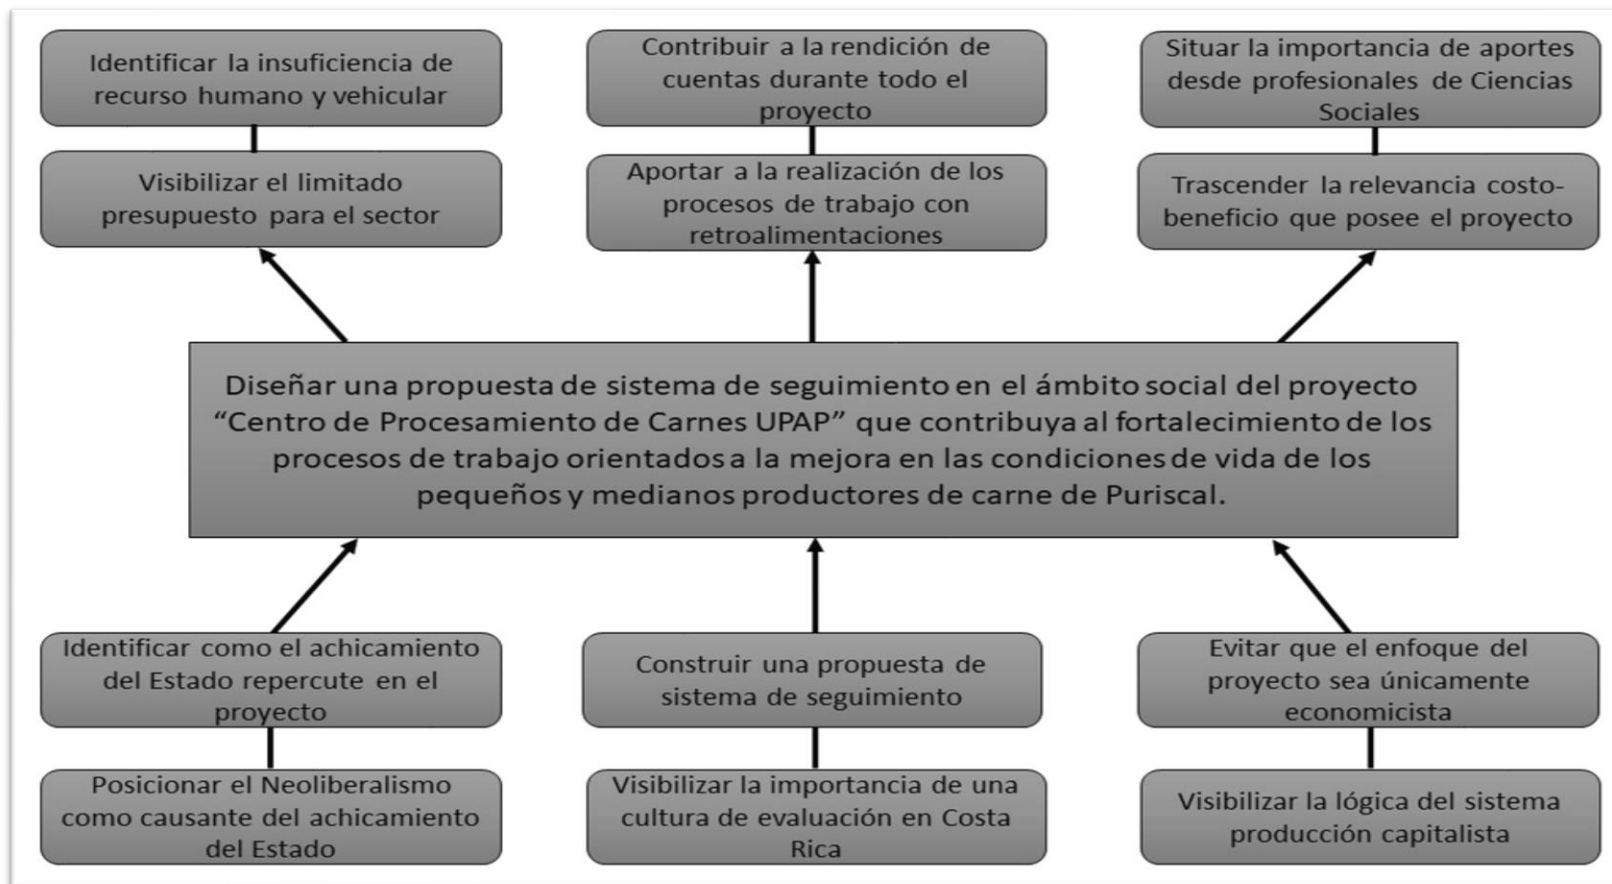 Identificar la insuficiencia de
recurso humano y vehicular
Contribuir a la rendición de
cuentas durante todo el
proyecto
Situar la importancia de aportes
desde profesionales de Ciencias
Sociales
Visibilizar el limitado
presupuesto para el sector
Aportar a la realización de los
procesos de trabajo con
retroalimentaciones
Trascender la relevancia costo-
beneficio que posee el proyecto
Diseñar una propuesta de sistema de seguimiento en el ámbito social del proyecto
“Centro de Procesamiento de Carnes UPAP” que contribuya al fortalecimiento de los
procesos de trabajo orientados a la mejora en las condiciones de vida de los
pequeños y medianos productores de carne de Puriscal.
Identificar como el achicamiento
del Estado repercute en el
proyecto
Construir una propuesta de
sistema de seguimiento
Evitar que el enfoque del
proyecto sea únicamente
economicista
Posicionar el Neoliberalismo
como causante del achicamiento
del Estado
Visibilizar la importancia de una
cultura de evaluación en Costa
Rica
Visibilizar la lógica del sistema
producción capitalista